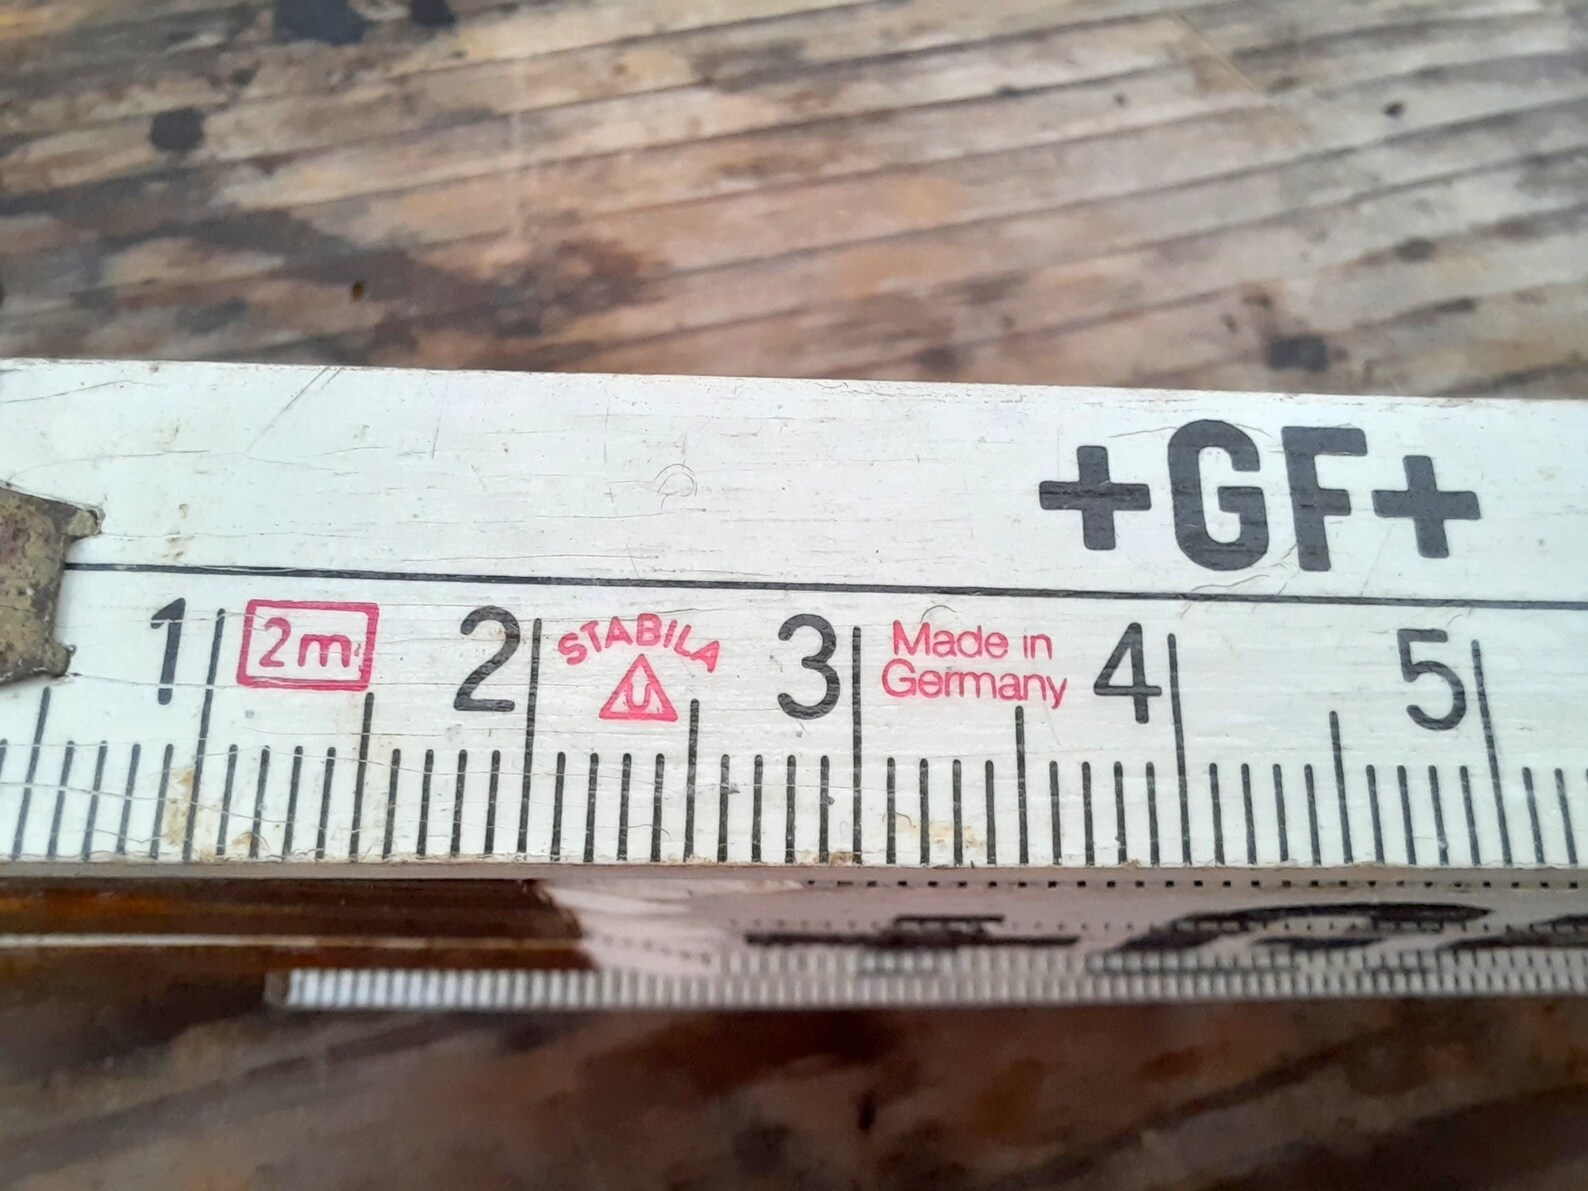 +GF+
1 2m 2 STABILA 3 Made in 4 5
U Germany